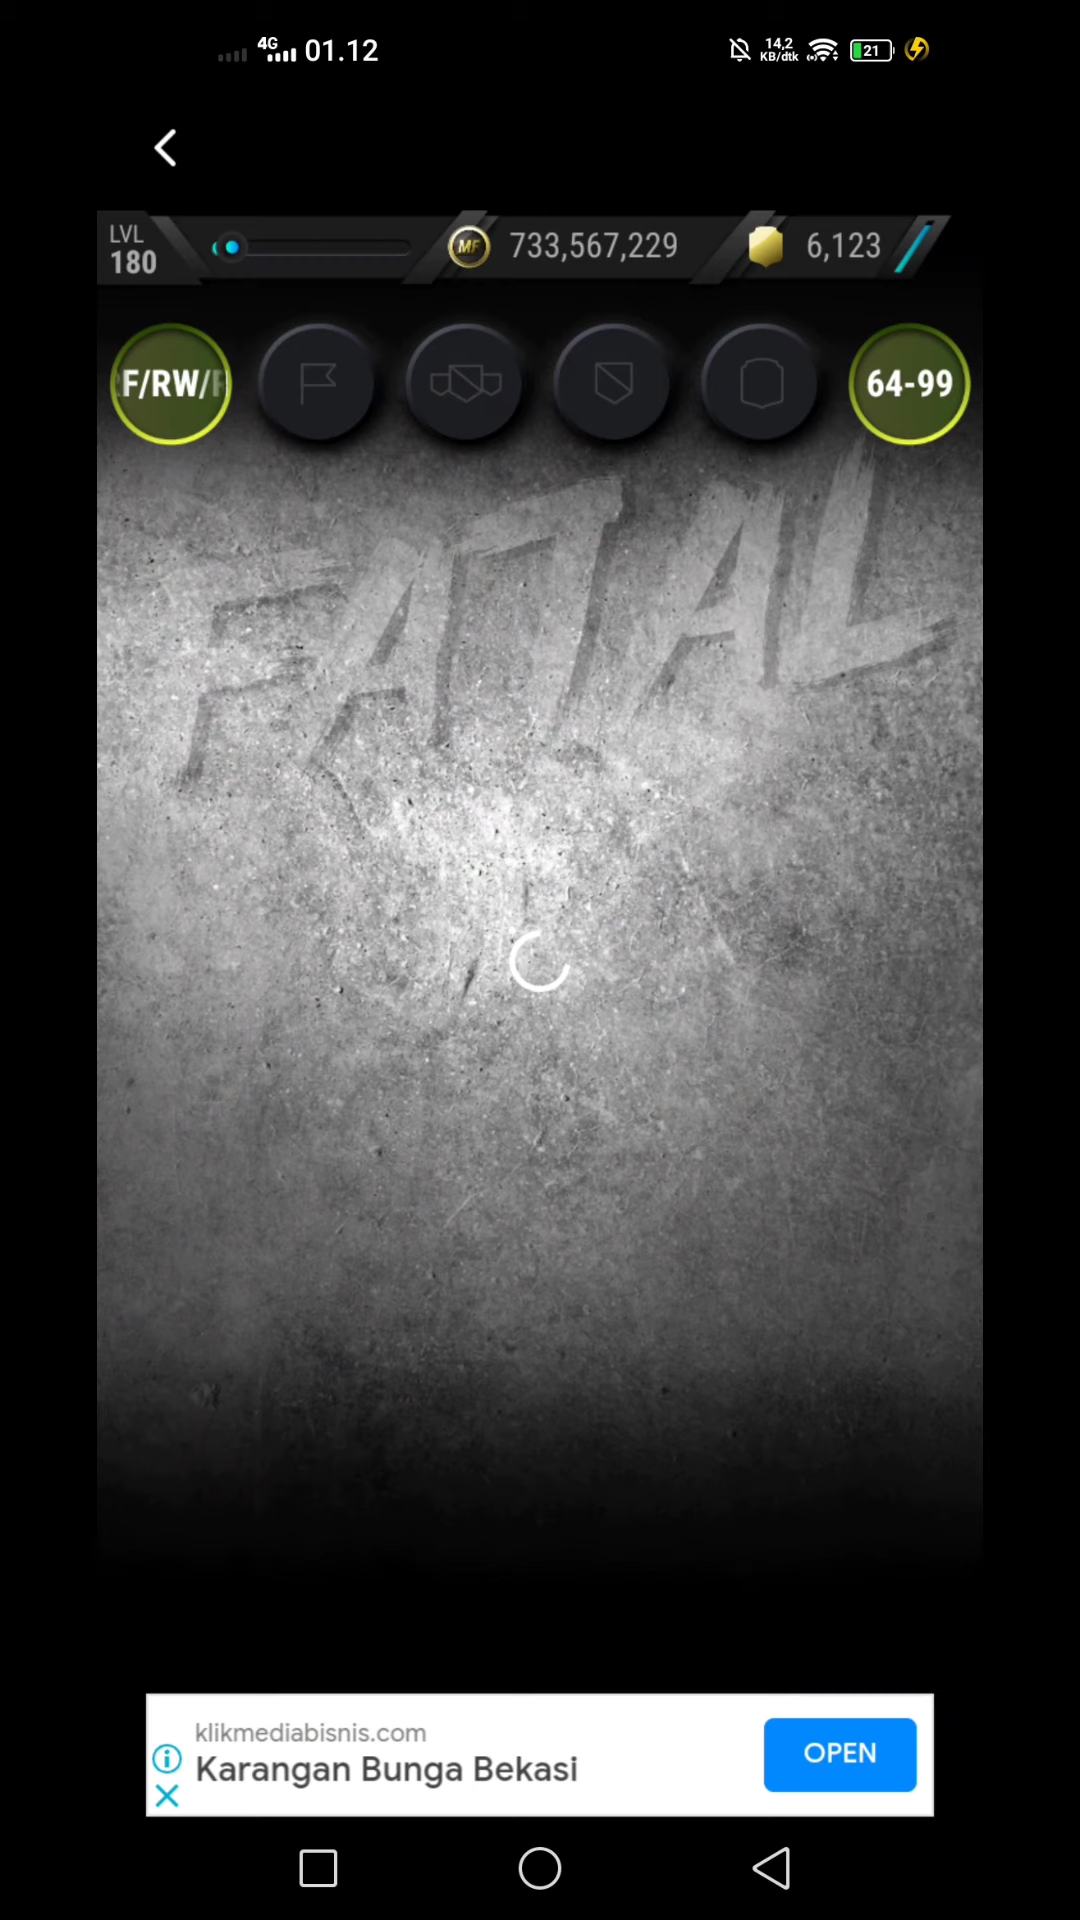 4G 01.12 14,2 KB/dtk 21
LVL 180 MF 733,567,229 6,123
F/RW/ 64-99
FATAL
klikmediabisnis.com
Karangan Bunga Bekasi
OPEN